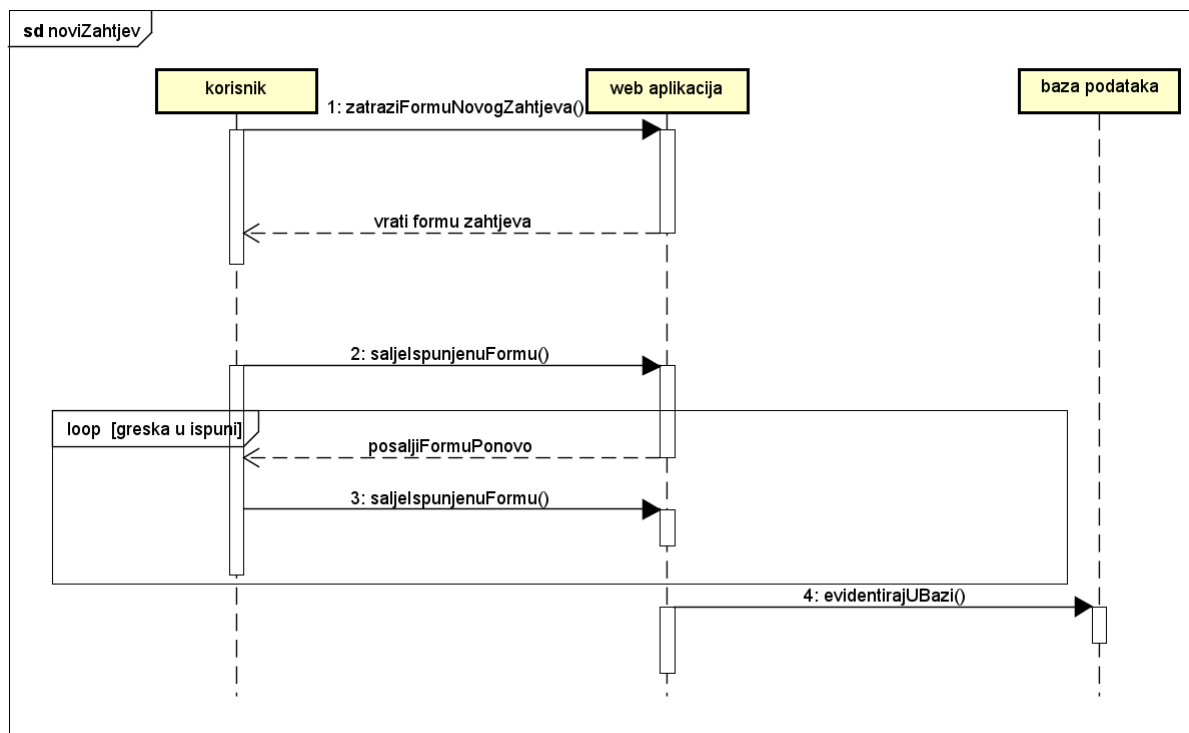 sd noviZahtjev
korisnik
web aplikacija
baza podataka
1: zatraziFormuNovogZahtjeva()
vrati formu zahtjeva
2: saljeIspunjenuFormu()
loop [greska u ispuni]
posaljiFormuPonovo
3: saljeIspunjenuFormu()
4: evidentirajUBazi()